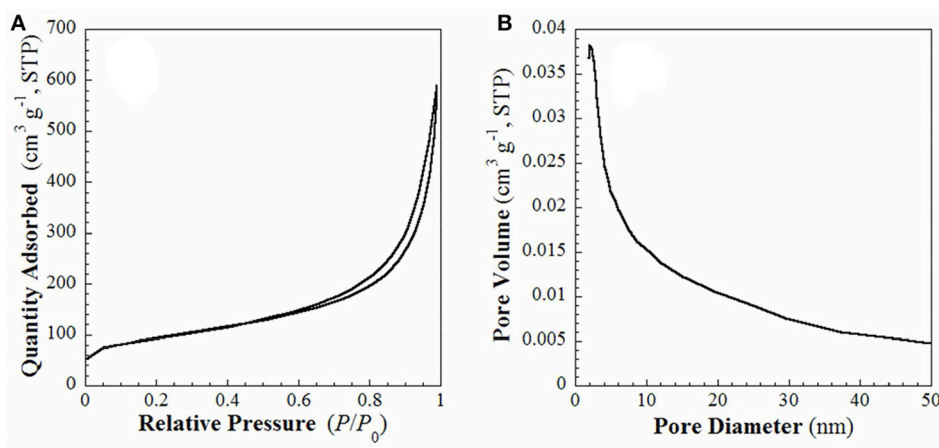 A
700
600
500
400
300
200
100
0
Quantity Adsorbed (cm³ g⁻¹, STP)
0 0.2 0.4 0.6 0.8 1
Relative Pressure (P/P₀)
B
0.04
0.035
0.03
0.025
0.02
0.015
0.01
0.005
0
Pore Volume (cm³ g⁻¹, STP)
0 10 20 30 40 50
Pore Diameter (nm)